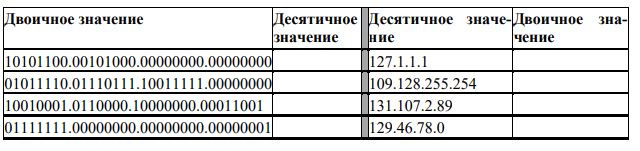 Двоичное значение Десятичное Десятичное значе- Двоичное зна-
значение ние чение
10101100.00101000.00000000.00000000 127.1.1.1
01011110.01110111.10011111.00000000 109.128.255.254
10010001.0110000.10000000.00011001 131.107.2.89
01111111.00000000.00000000.00000001 129.46.78.0